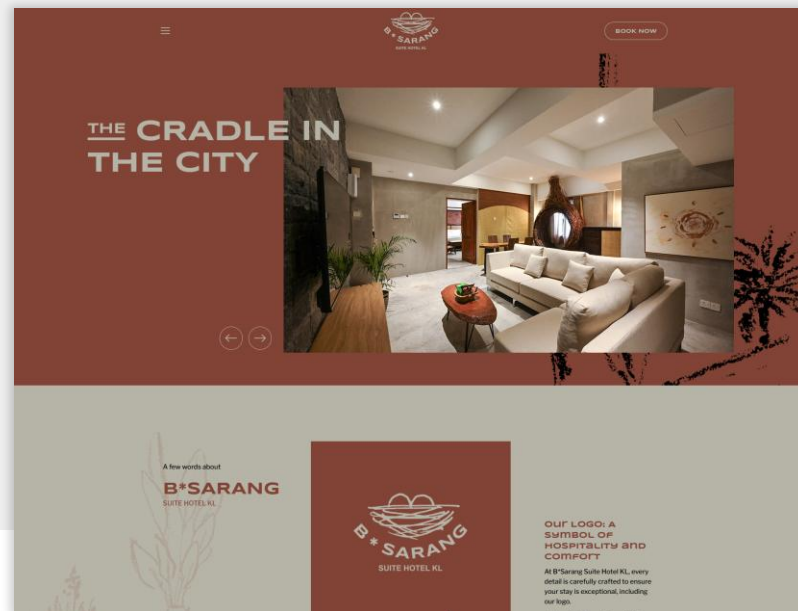 B*SARANG
SUITE HOTEL KL
BOOK NOW
THE CRADLE IN
THE CITY
A few words about
B*SARANG
SUITE HOTEL KL
B*SARANG
SUITE HOTEL KL
OUR LOGO: A
SYMBOL OF
HOSPITALITY AND
COMFORT
At B*Sarang Suite Hotel KL, every
detail is carefully crafted to ensure
your stay is exceptional, including
our logo.